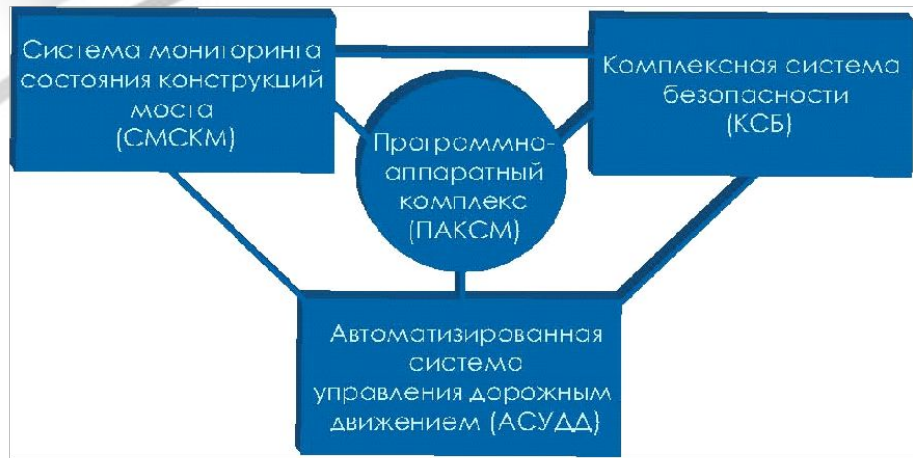 Система мониторинга
состояния конструкций
моста
(СМСКМ)
Комплексная система
безопасности
(КСБ)
Программно-
аппаратный
комплекс
(ПАКСМ)
Автоматизированная
система
управления дорожным
движением (АСУДД)